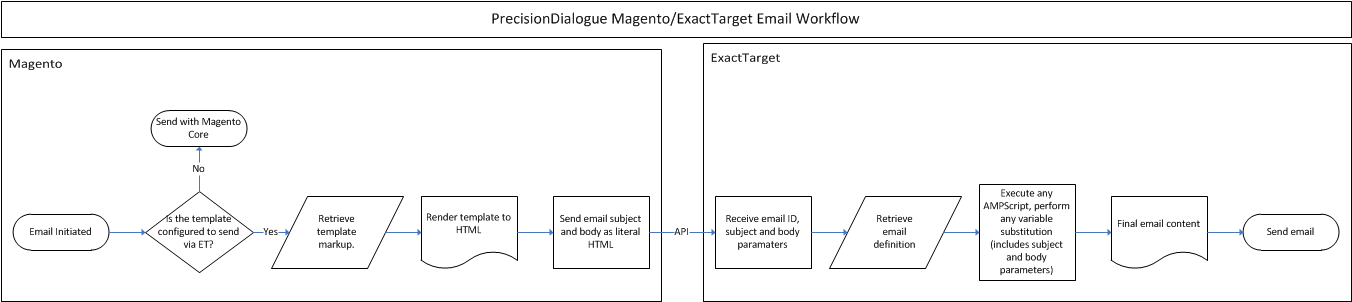 PrecisionDialogue Magento/ExactTarget Email Workflow
Magento
ExactTarget
Send with Magento
Core
No
Email Initiated
Is the template
configured to send
via ET?
Yes
Retrieve
template
markup.
Render template to
HTML
Send email subject
and body as literal
HTML
API
Receive email ID,
subject and body
paramaters
Retrieve
email
definition
Execute any
AMPScript, perform
any variable
substitution
(includes subject
and body
parameters)
Final email content
Send email